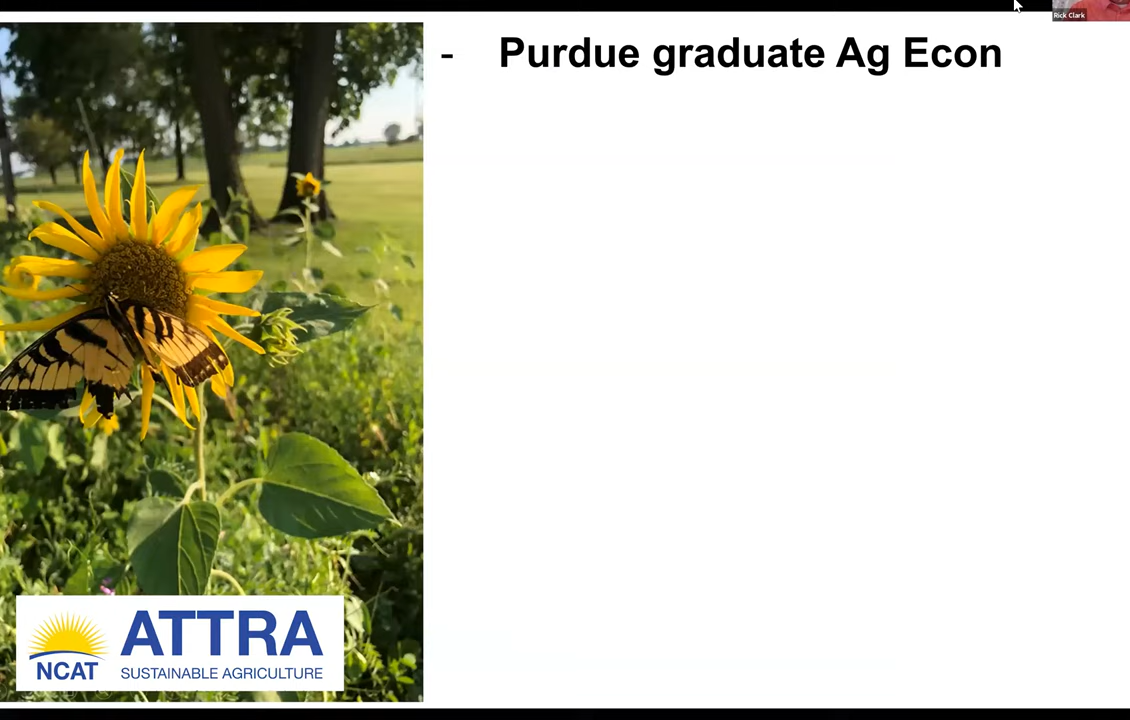 Rick Clark
- Purdue graduate Ag Econ
ATTRA
NCAT
SUSTAINABLE AGRICULTURE